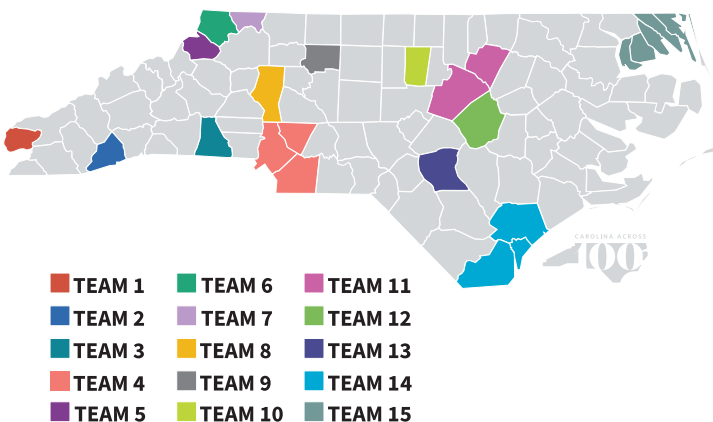 CAROLINA ACROSS
100
TEAM 1
TEAM 6
TEAM 11
TEAM 2
TEAM 7
TEAM 12
TEAM 3
TEAM 8
TEAM 13
TEAM 4
TEAM 9
TEAM 14
TEAM 5
TEAM 10
TEAM 15